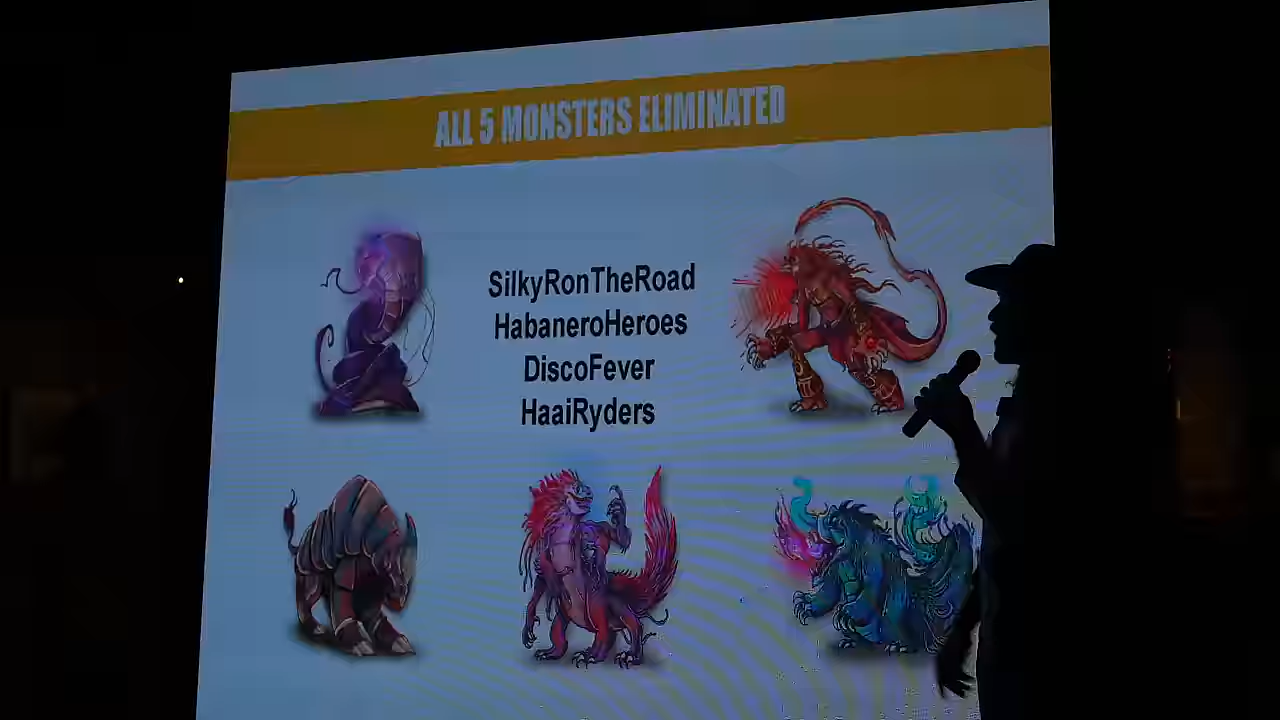 ALL 5 MONSTERS ELIMINATED
SilkyRonTheRoad
HabaneroHeroes
DiscoFever
HaaiRyders